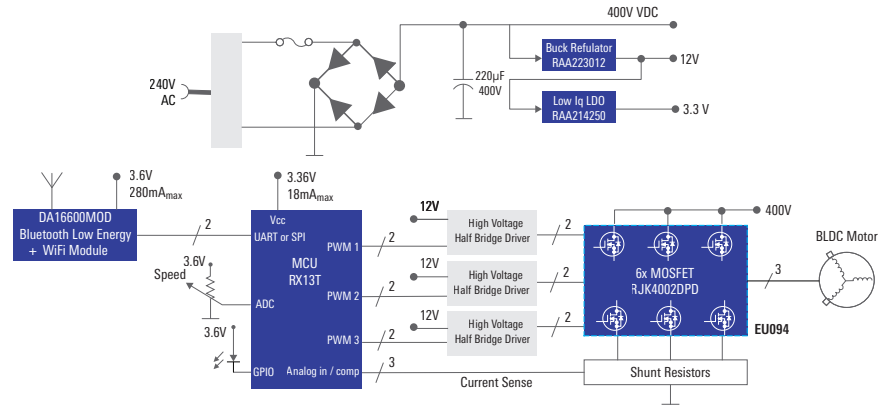 400V VDC
Buck Refulator
RAA223012
12V
240V
AC
220µF
400V
Low Iq LDO
RAA214250
3.3 V
3.6V
280mAmax
3.36V
18mAmax
DA16600MOD
Bluetooth Low Energy
+ WiFi Module
2
Vcc
UART or SPI
MCU
RX13T
PWM 1
2
12V
High Voltage
Half Bridge Driver
2
400V
BLDC Motor
3.6V
Speed
ADC
PWM 2
2
12V
High Voltage
Half Bridge Driver
2
6x MOSFET
RJK4002DPD
3
3.6V
PWM 3
2
12V
High Voltage
Half Bridge Driver
2
EU094
GPIO
Analog in / comp
3
Current Sense
Shunt Resistors